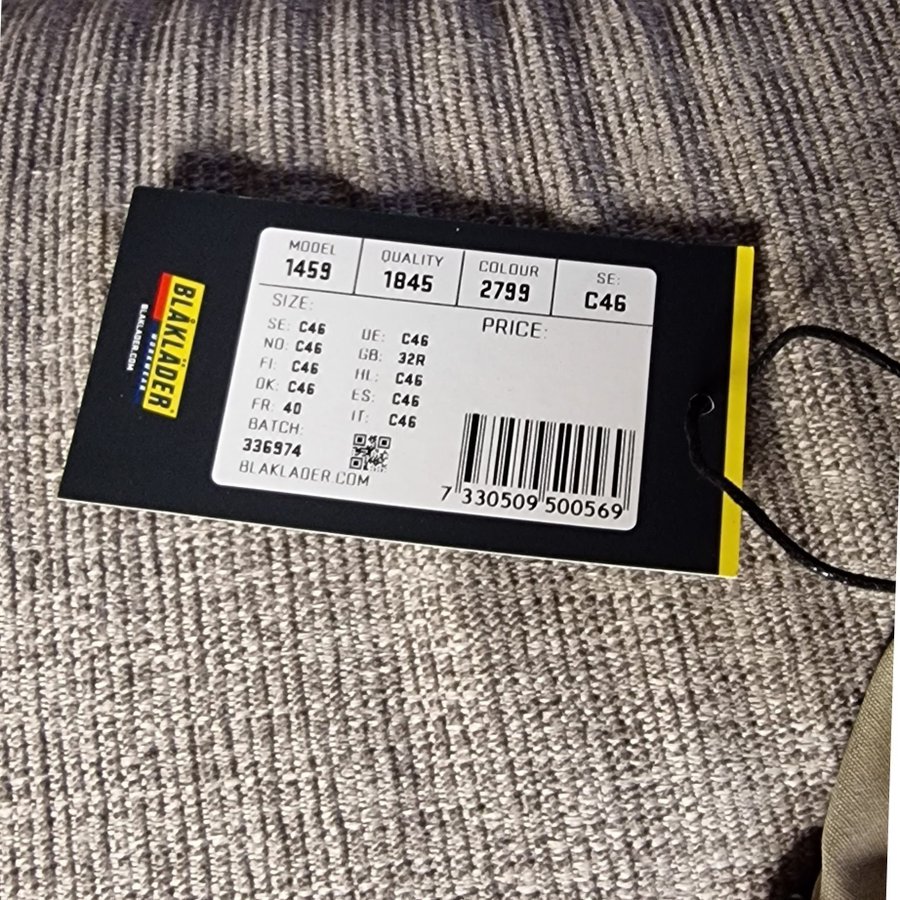 BLÅKLÄDER®
WORKWEAR
BLAKLADER.COM
MODEL QUALITY COLOUR SE:
1459 1845 2799 C46
SIZE: PRICE:
SE: C46 DE: C46
NO: C46 GB: 32R
FI: C46 NL: C46
DK: C46 ES: C46
FR: 40 IT: C46
BATCH:
336974
BLAKLADER.COM
7 330509 500569